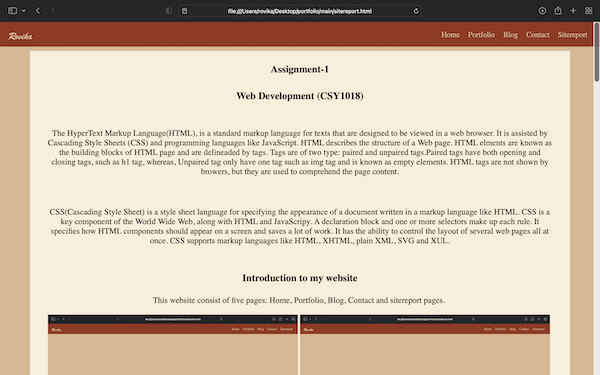 file:///Users/rovika/Desktop/portfolio/main/sitereport.html
Rovika
Home Portfolio Blog Contact Sitereport
Assignment-1
Web Development (CSY1018)
The HyperText Markup Language(HTML), is a standard markup language for texts that are designed to be viewed in a web browser. It is assisted by
Cascading Style Sheets (CSS) and programming languages like JavaScript. HTML describes the structure of a Web page. HTML elments are known as
the building blocks of HTML page and are delineaded by tags. Tags are of two type: paired and unpaired tags.Paired tags have both opening and
closing tags, such as h1 tag, whereas, Unpaired tag only have one tag such as img tag and is known as empty elements. HTML tags are not shown by
browers, but they are used to comprehend the page content.
CSS(Cascading Style Sheet) is a style sheet language for specifying the appearance of a document written in a markup language like HTML. CSS is a
key component of the World Wide Web, along with HTML and JavaScripy. A declaration block and one or more selectors make up each rule. It
specifies how HTML components should appear on a screen and saves a lot of work. It has the ability to control the layout of several web pages all at
once. CSS supports markup languages like HTML, XHTML, plain XML, SVG and XUL.
Introduction to my website
This website consist of five pages: Home, Portfolio, Blog, Contact and sitereport pages.
Rovika Home Portfolio Blog Contact Sitereport
Rovika Home Portfolio Blog Contact Sitereport